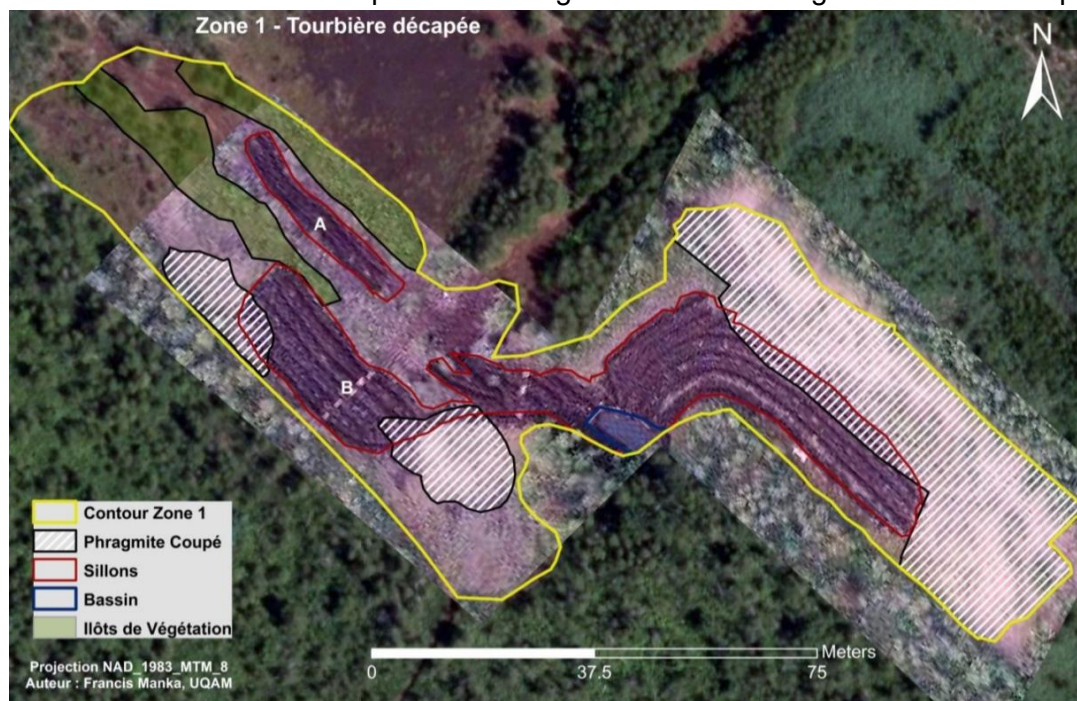 Zone 1 - Tourbière décapée
N
A
B
Contour Zone 1
Phragmite Coupé
Sillons
Bassin
Ilôts de Végétation
Projection NAD_1983_MTM_8
Auteur : Francis Manka, UQAM
Meters
0
37.5
75